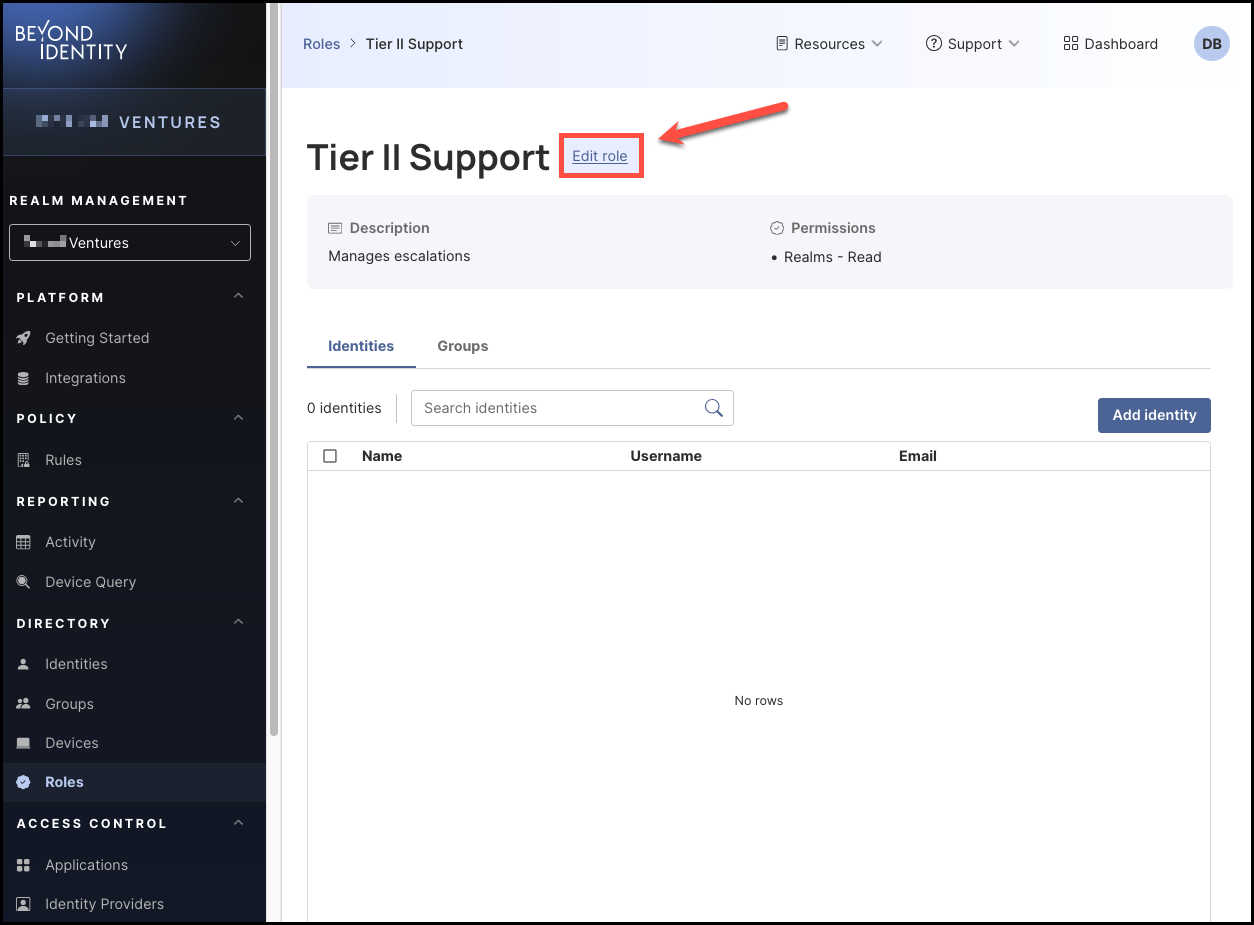 BEYOND
IDENTITY
VENTURES
REALM MANAGEMENT
Ventures
PLATFORM
Getting Started
Integrations
POLICY
Rules
REPORTING
Activity
Device Query
DIRECTORY
Identities
Groups
Devices
Roles
ACCESS CONTROL
Applications
Identity Providers
Roles > Tier II Support
Resources
Support
Dashboard
DB
Tier II Support Edit role
Description
Manages escalations
Permissions
• Realms - Read
Identities Groups
0 identities Search identities Add identity
Name Username Email
No rows